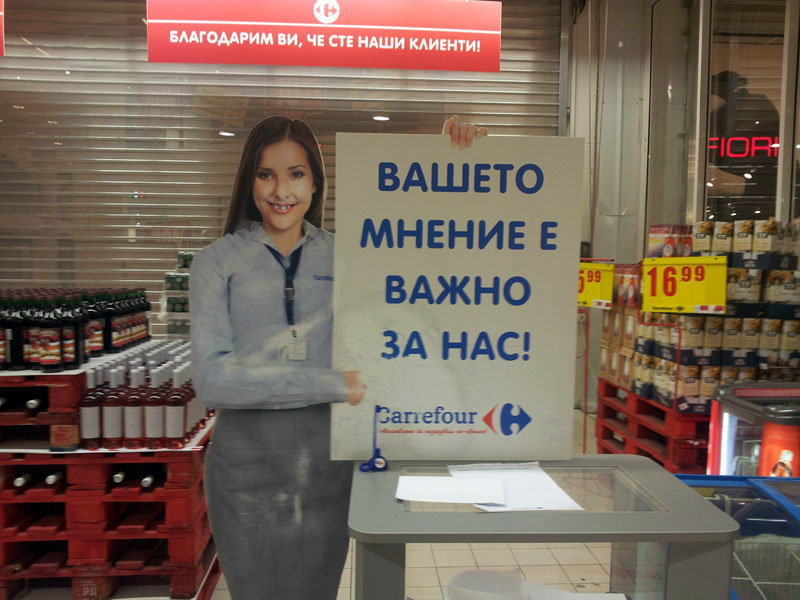 БЛАГОДАРИМ ВИ, ЧЕ СТЕ НАШИ КЛИЕНТИ!
ВАШЕТО
МНЕНИЕ Е
ВАЖНО
ЗА НАС!
Carrefour
FIORI
16.99